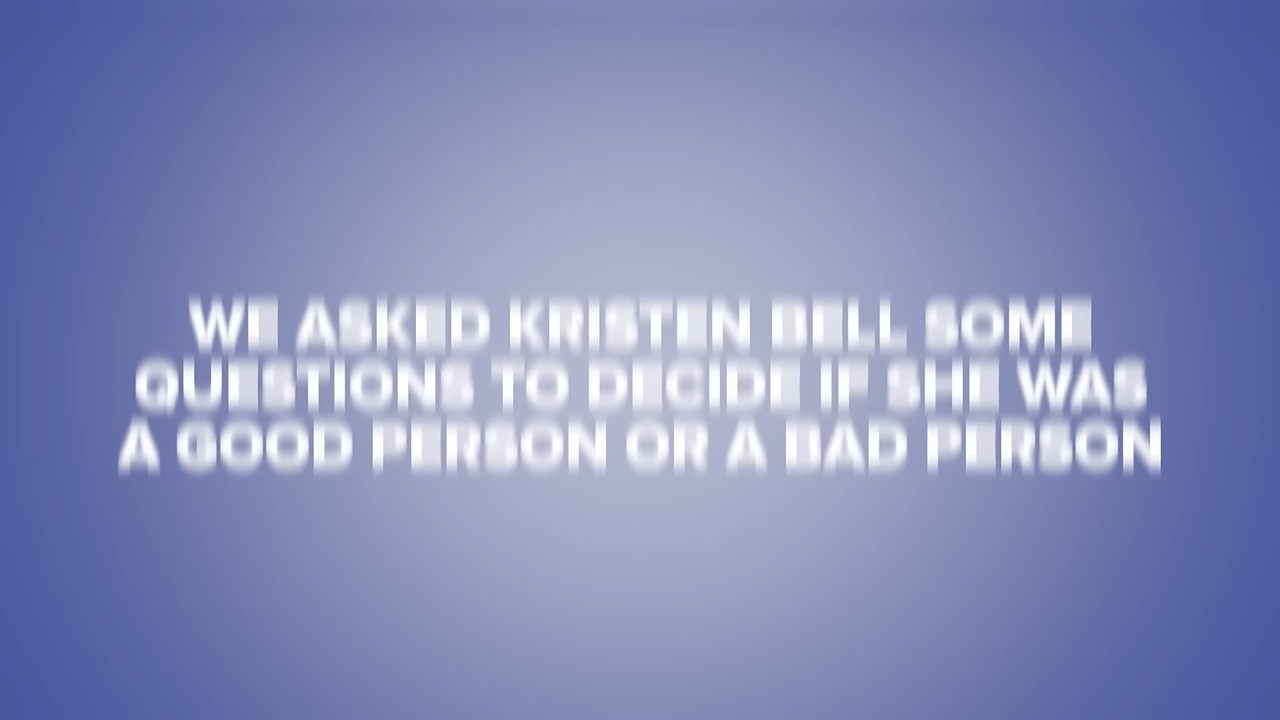 WE ASKED KRISTEN BELL SOME
QUESTIONS TO DECIDE IF SHE WAS
A GOOD PERSON OR A BAD PERSON